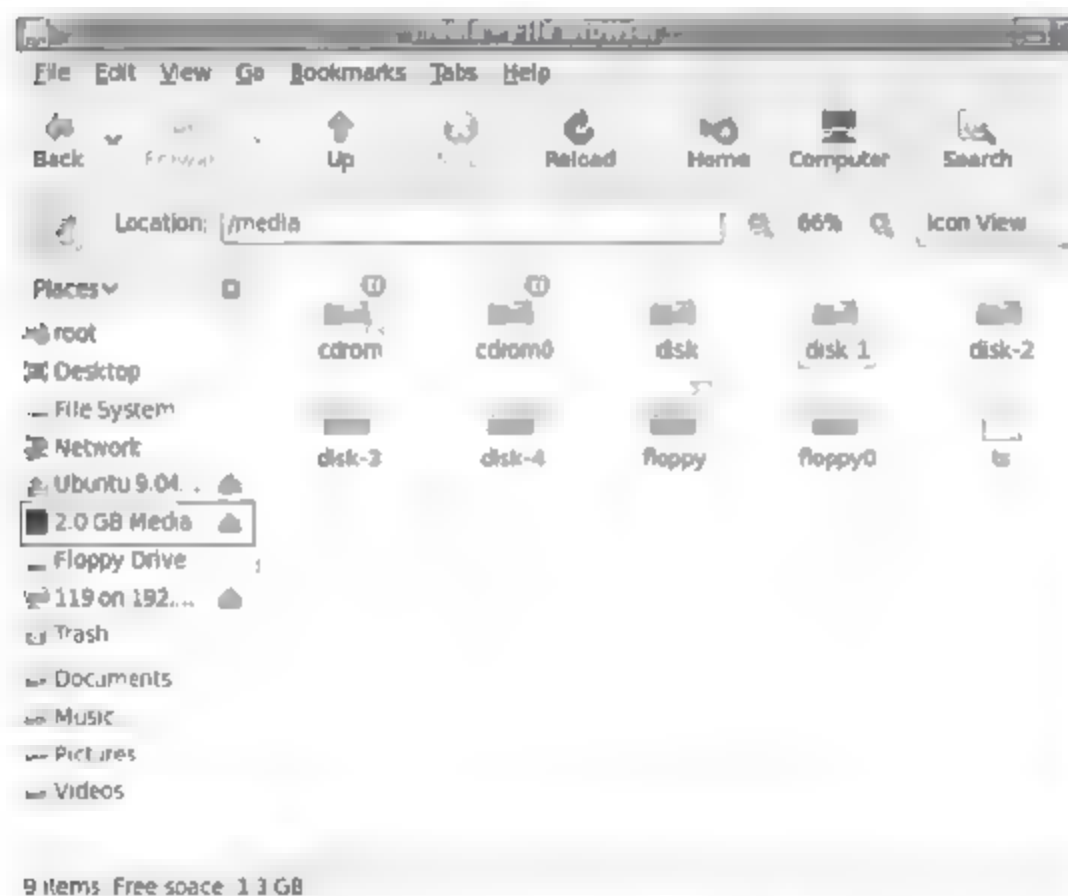 File Edit View Go Bookmarks Tabs Help
Back Up Reload Home Computer Search
Location: /media 66% Icon View
Places
root
Desktop
File System
Network
Ubuntu 9.04...
2.0 GB Media
Floppy Drive
119 on 192....
Trash
Documents
Music
Pictures
Videos
cdrom cdrom0 disk disk-1 disk-2
disk-3 disk-4 floppy floppy0
9 items Free space GB